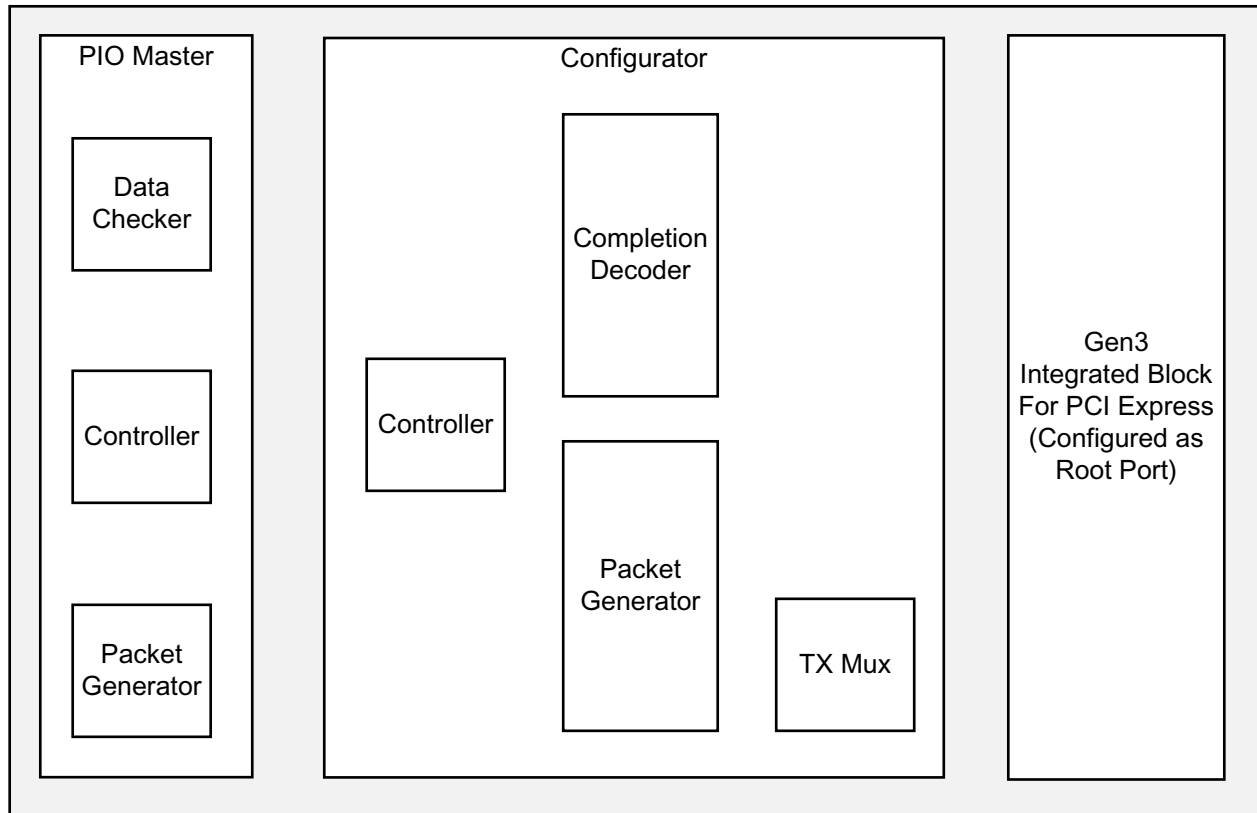 PIO Master
Data
Checker
Controller
Packet
Generator
Configurator
Completion
Decoder
Controller
Packet
Generator
TX Mux
Gen3
Integrated Block
For PCI Express
(Configured as
Root Port)